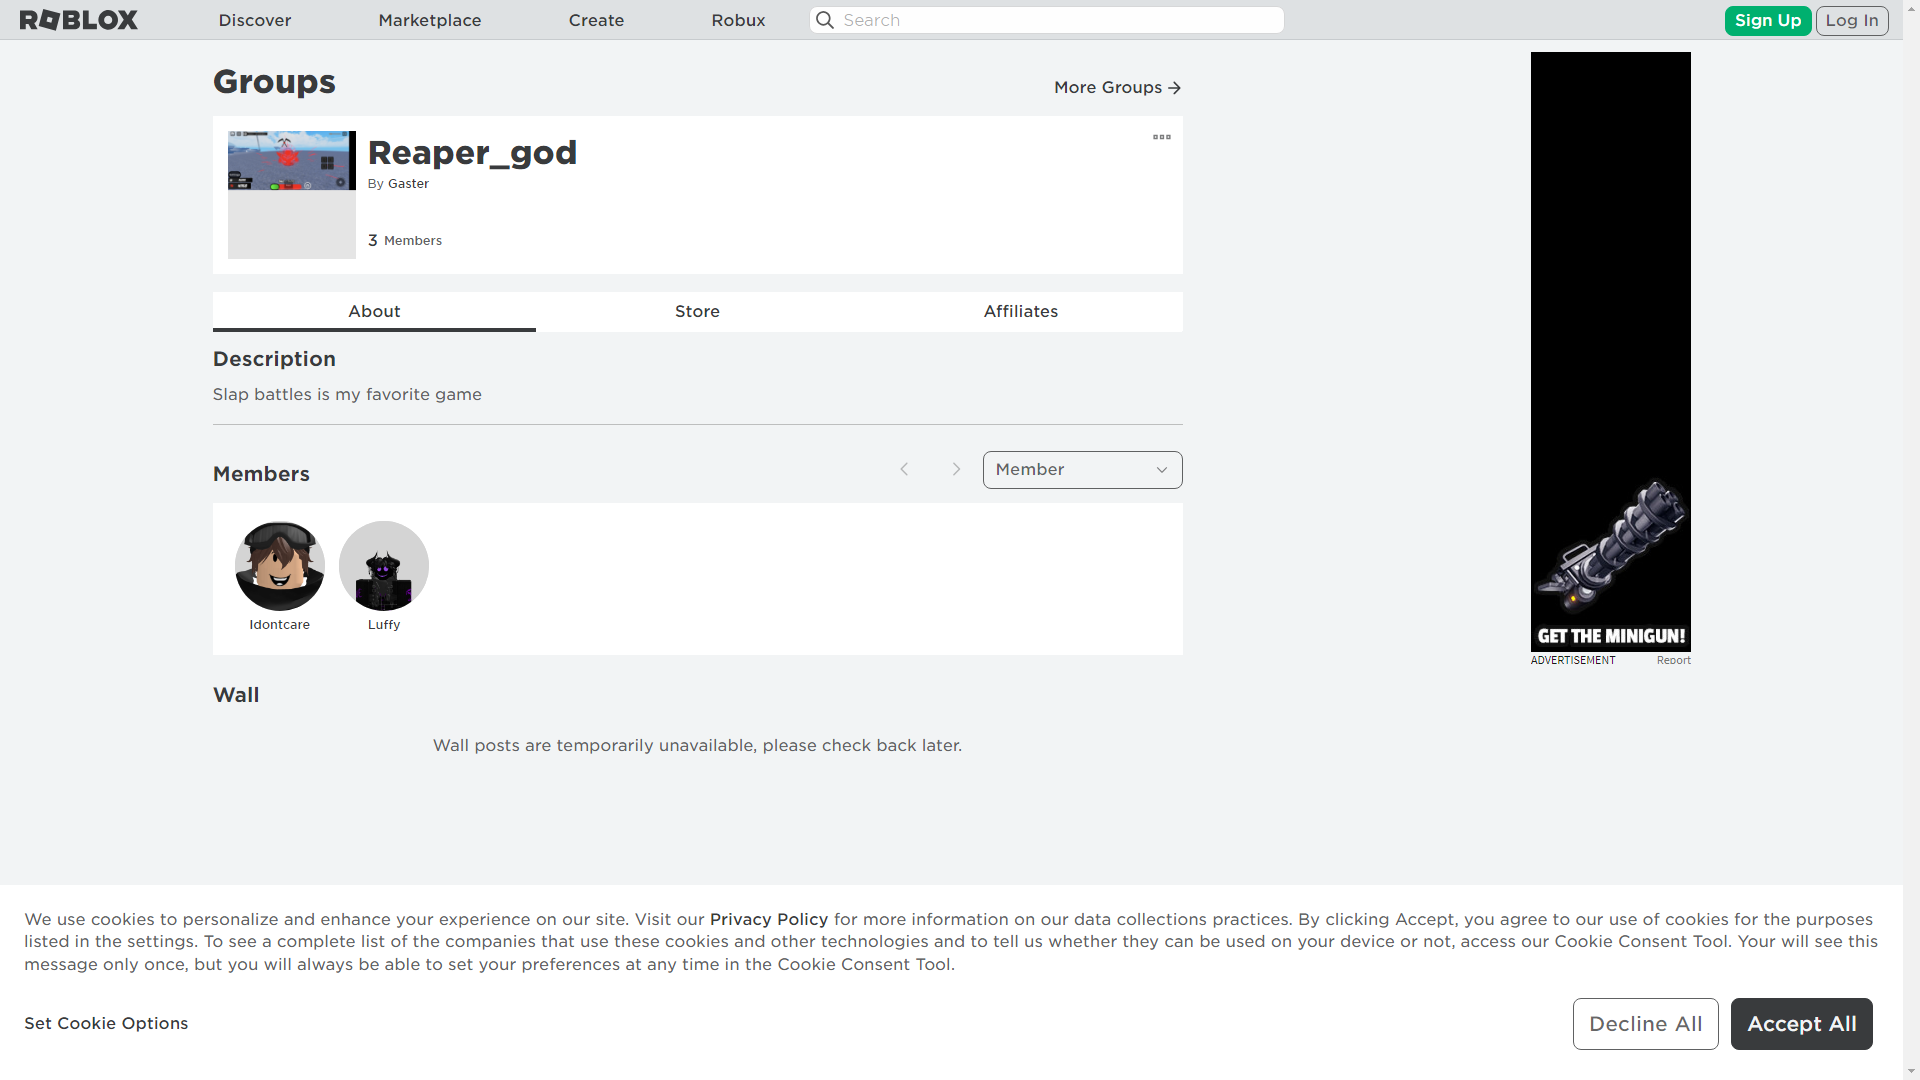 ROBLOX
Discover
Marketplace
Create
Robux
Search
Sign Up
Log In
Groups
More Groups
Reaper_god
By Gaster
3 Members
About
Store
Affiliates
Description
Slap battles is my favorite game
Members
Member
Idontcare
Luffy
Wall
Wall posts are temporarily unavailable, please check back later.
GET THE MINIGUN!
ADVERTISEMENT
Report
We use cookies to personalize and enhance your experience on our site. Visit our Privacy Policy for more information on our data collections practices. By clicking Accept, you agree to our use of cookies for the purposes
listed in the settings. To see a complete list of the companies that use these cookies and other technologies and to tell us whether they can be used on your device or not, access our Cookie Consent Tool. Your will see this
message only once, but you will always be able to set your preferences at any time in the Cookie Consent Tool.
Set Cookie Options
Decline All
Accept All